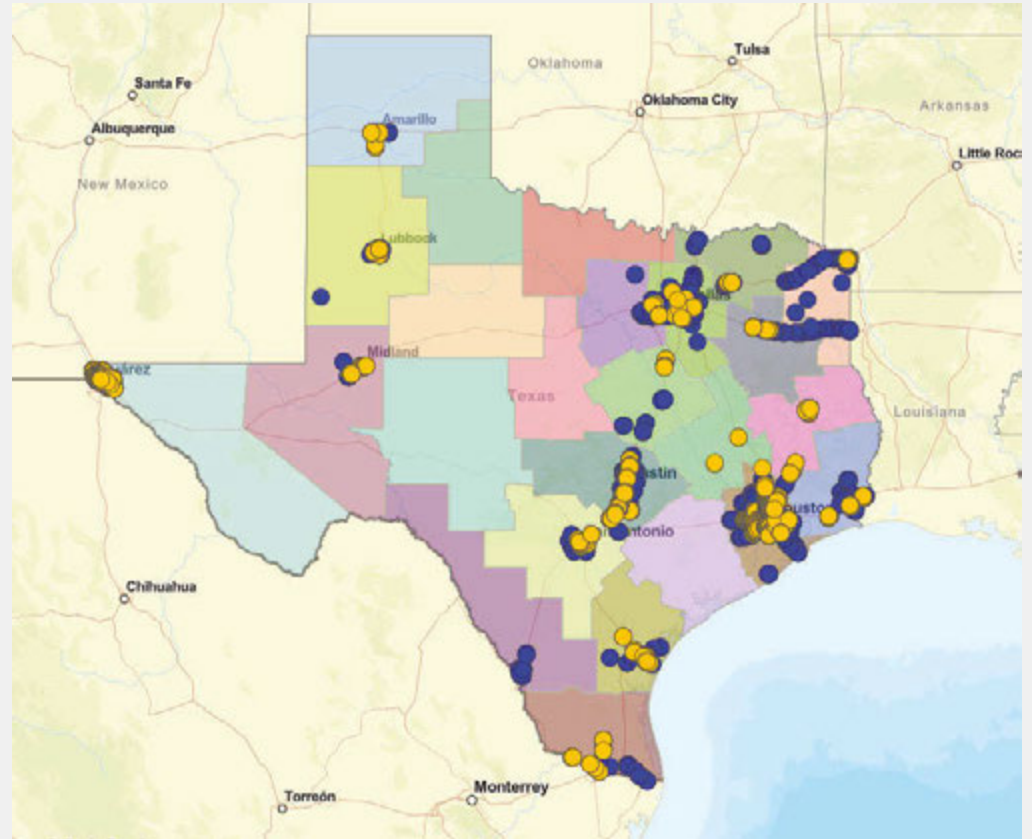 Tulsa
Oklahoma
Santa Fe
Oklahoma City
Arkansas
Amarillo
Albuquerque
Little Roc
New Mexico
Lubbock
Midland
Texas
Louisiana
Chihuahua
Monterrey
Torreón